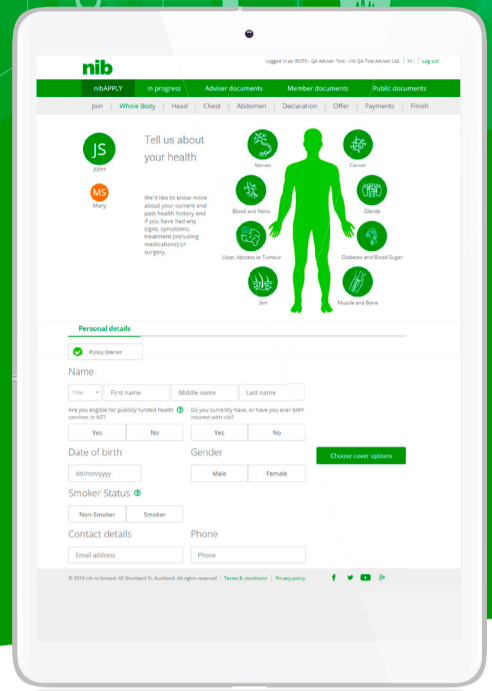 nib
Logged in as: BOT9 - QA Adviser Test - nib QA Test Adviser Ltd. | | Log out
nibAPPLY In progress Adviser documents Member documents Public documents
Join | Whole Body | Head | Chest | Abdomen | Declaration | Offer | Payments | Finish
JS
John
MS
Mary
Tell us about
your health
We'd like to know more
about your current and
past health history and
if you have had any
signs, symptoms,
treatment (including
medications) or
surgery.
Nerves
Cancer
Blood and Veins
Glands
Ulcer, Abscess or Tumour
Diabetes and Blood Sugar
Skin
Muscle and Bone
Personal details
Policy Owner
Name
Title First name Middle name Last name
Are you eligible for publicly funded health
services in NZ?
Do you currently have, or have you ever been
insured with nib?
Yes No Yes No
Date of birth Gender
Choose cover options
dd/mm/yyyy Male Female
Smoker Status
Non-Smoker Smoker
Contact details Phone
Email address Phone
© 2019 nib nz limited, 48 Shortland St, Auckland. All rights reserved | Terms & conditions | Privacy policy